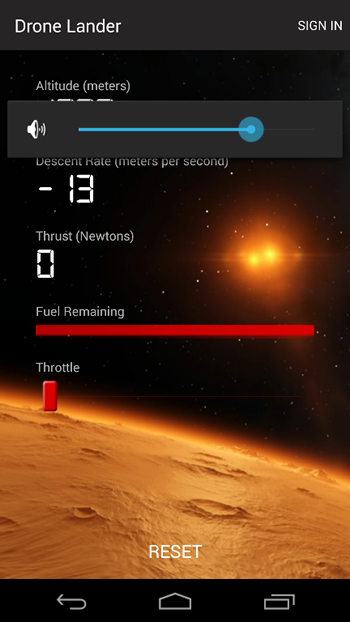 Drone Lander
SIGN IN
Altitude (meters)
Descent Rate (meters per second)
- 13
Thrust (Newtons)
0
Fuel Remaining
Throttle
RESET